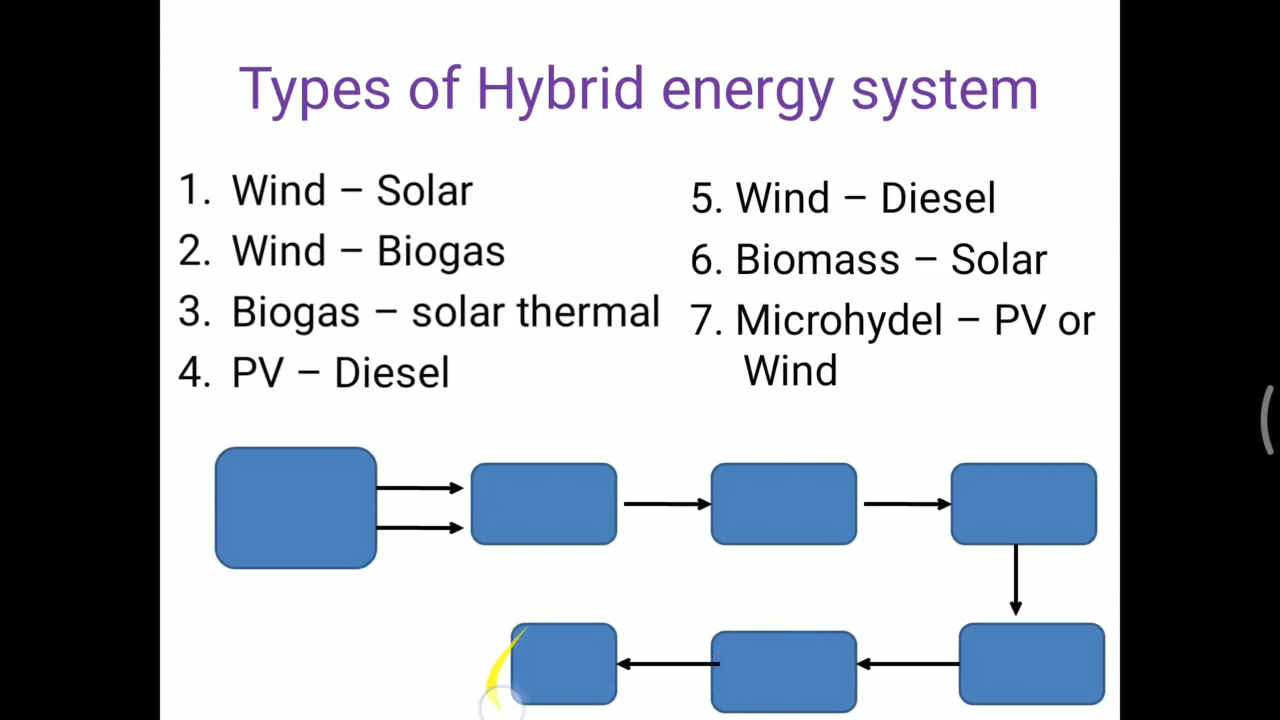 Types of Hybrid energy system
1. Wind – Solar
2. Wind – Biogas
3. Biogas – solar thermal
4. PV – Diesel
5. Wind – Diesel
6. Biomass – Solar
7. Microhydel – PV or
Wind